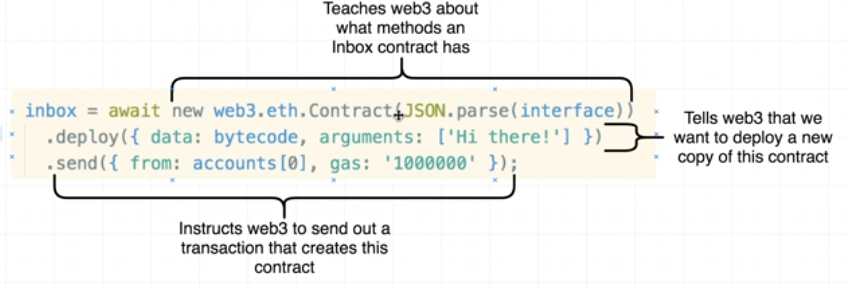 Teaches web3 about
what methods an
Inbox contract has
inbox = await new web3.eth.Contract(JSON.parse(interface))
.deploy({ data: bytecode, arguments: ['Hi there!'] })
.send({ from: accounts[0], gas: '1000000' });
Tells web3 that we
want to deploy a new
copy of this contract
Instructs web3 to send out a
transaction that creates this
contract